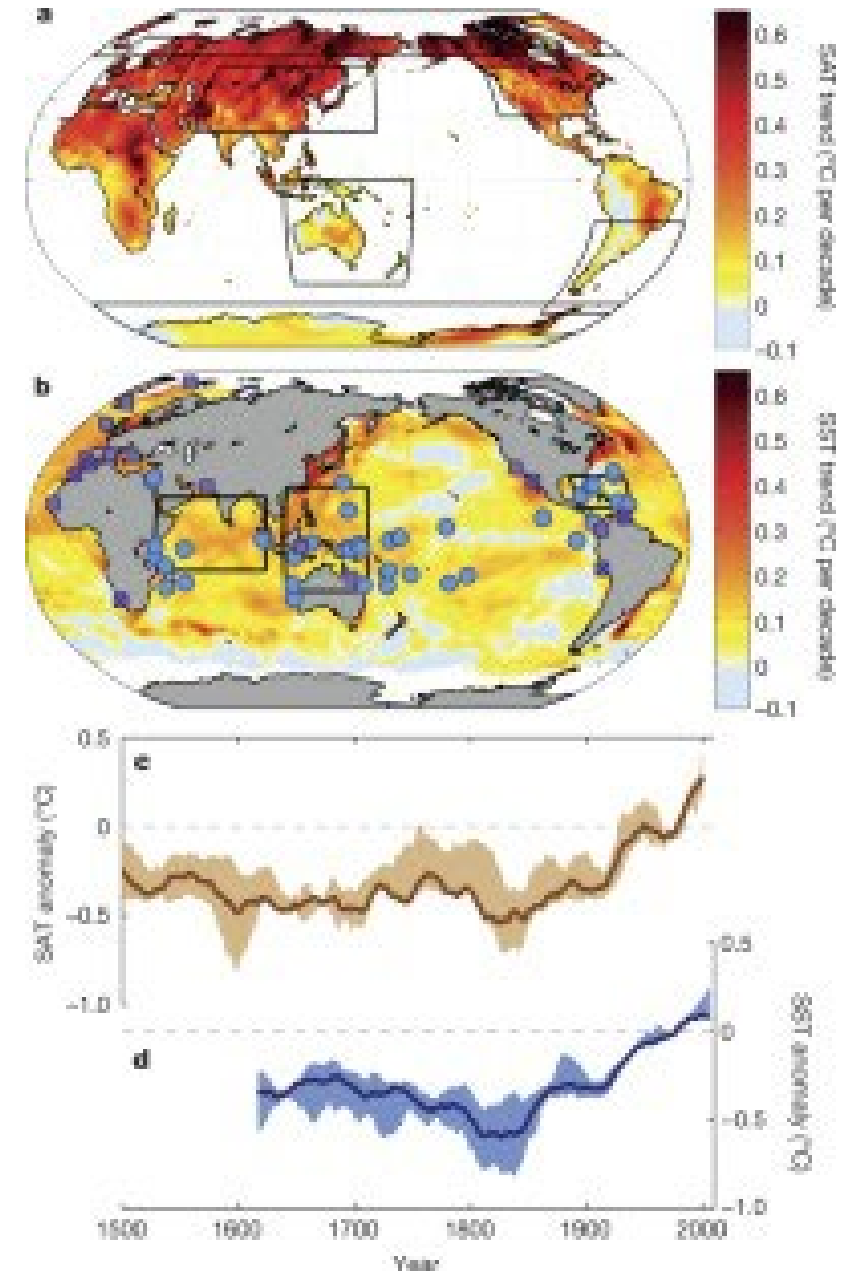 a
0.6
0.5
0.4
0.3
0.2
0.1
0
−0.1
SAT trend (°C per decade)
b
0.6
0.5
0.4
0.3
0.2
0.1
0
−0.1
SST trend (°C per decade)
c
0.5
0
−0.5
−1.0
SAT anomaly (°C)
d
0.5
0
−0.5
−1.0
SST anomaly (°C)
1500 1600 1700 1800 1900 2000
Year